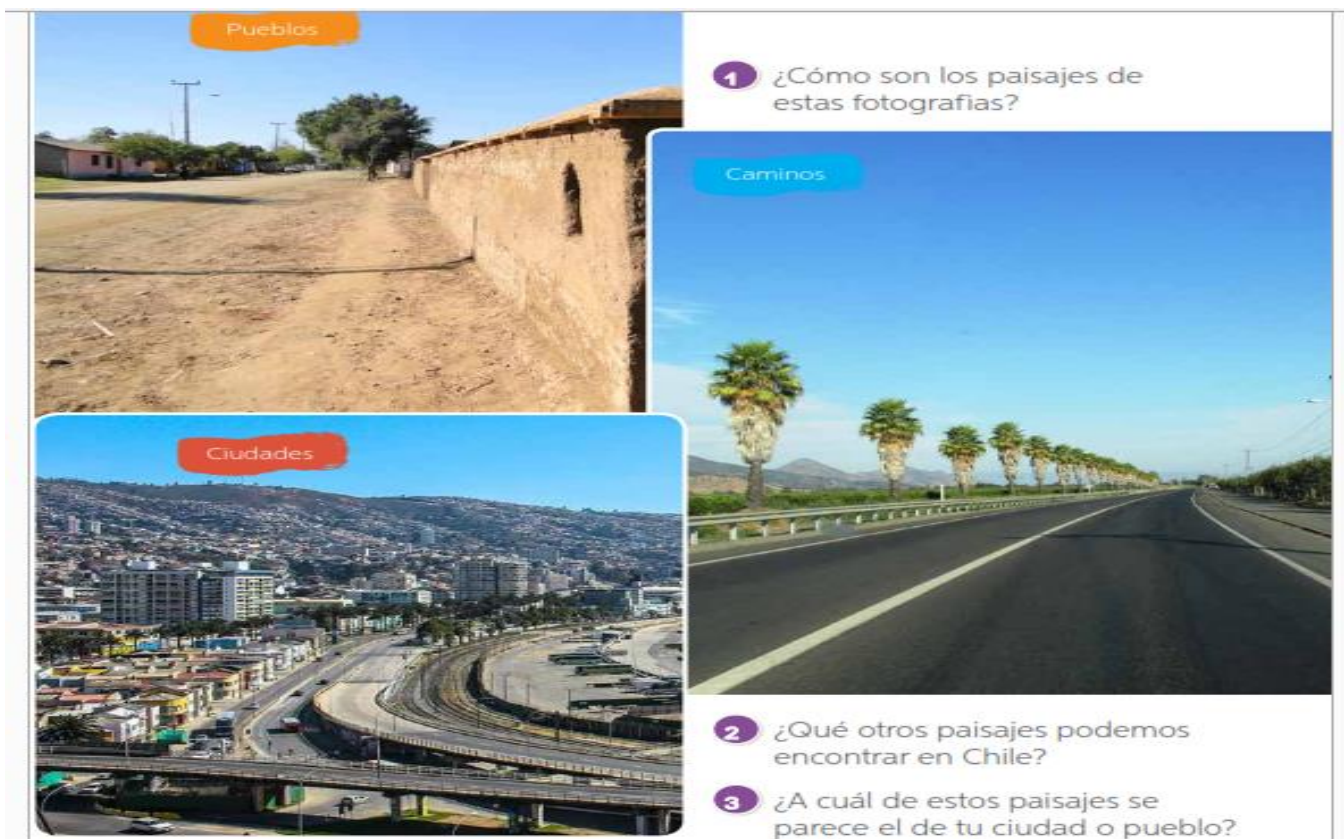 Pueblos
1 ¿Cómo son los paisajes de
estas fotografías?
Caminos
Ciudades
2 ¿Qué otros paisajes podemos
encontrar en Chile?
3 ¿A cuál de estos paisajes se
parece el de tu ciudad o pueblo?